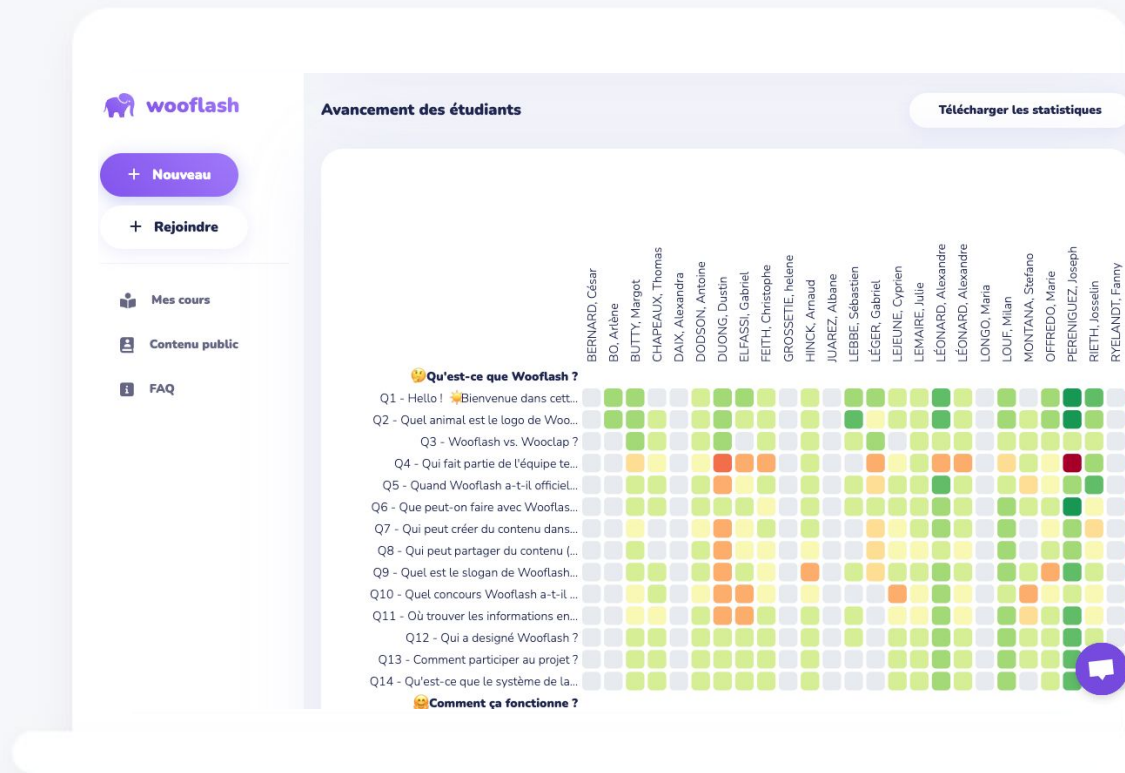 wooflash
Avancement des étudiants
Télécharger les statistiques
+ Nouveau
+ Rejoindre
Mes cours
Contenu public
FAQ
BERNARD, César
BO, Arlène
BUTTY, Margot
CHAPEAUX, Thomas
DAIX, Alexandra
DODSON, Antoine
DUONG, Dustin
ELFASSI, Gabriel
FEITH, Christophe
GROSSETIE, helene
HINCK, Arnaud
JUAREZ, Albane
LEBBE, Sébastien
LÉGER, Gabriel
LEJEUNE, Cyprien
LEMAIRE, Julie
LÉONARD, Alexandre
LÉONARD, Alexandre
LONGO, Maria
LOUF, Milan
MONTANA, Stefano
OFFREDO, Marie
PERENIGUEZ, Joseph
RIETH, Josselin
RYELANDT, Fanny
🤔Qu'est-ce que Wooflash ?
Q1 - Hello ! ☀️Bienvenue dans cett...
Q2 - Quel animal est le logo de Woo...
Q3 - Wooflash vs. Wooclap ?
Q4 - Qui fait partie de l'équipe te...
Q5 - Quand Wooflash a-t-il officiel...
Q6 - Que peut-on faire avec Wooflas...
Q7 - Qui peut créer du contenu dans...
Q8 - Qui peut partager du contenu (...
Q9 - Quel est le slogan de Wooflash...
Q10 - Quel concours Wooflash a-t-il ...
Q11 - Où trouver les informations en...
Q12 - Qui a designé Wooflash ?
Q13 - Comment participer au projet ?
Q14 - Qu'est-ce que le système de la...
🤗Comment ça fonctionne ?